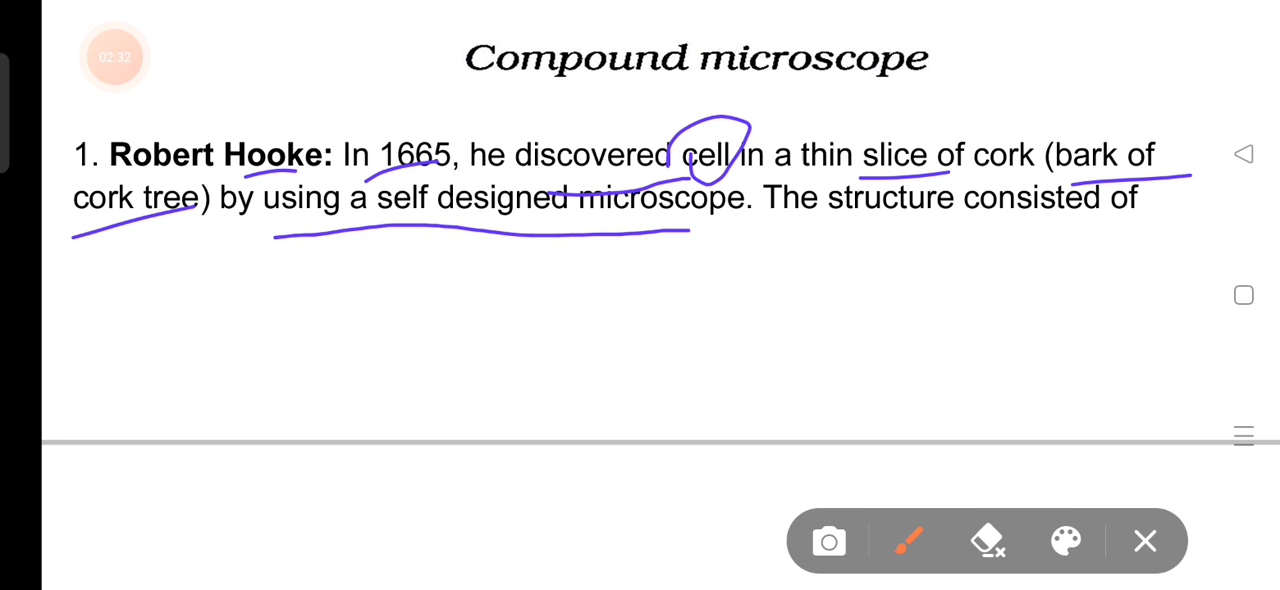 02:32
Compound microscope
1. Robert Hooke: In 1665, he discovered cell in a thin slice of cork (bark of
cork tree) by using a self designed microscope. The structure consisted of